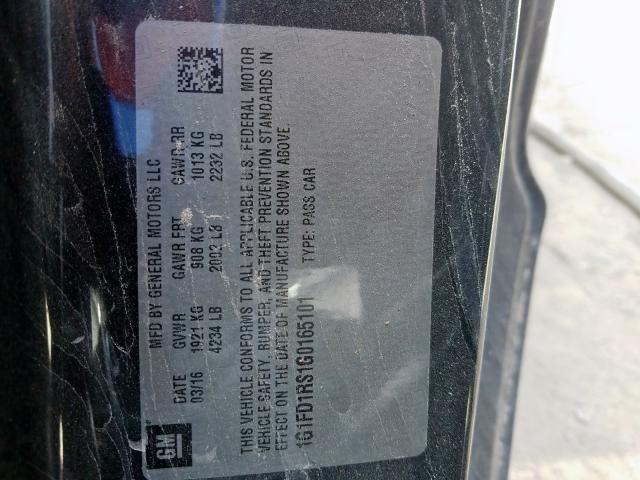 GM
MFD BY GENERAL MOTORS LLC
DATE GVWR GAWR FRT GAWR RR
03/16 1921 KG 908 KG 1013 KG
4234 LB 2002 LB 2232 LB
THIS VEHICLE CONFORMS TO ALL APPLICABLE U.S. FEDERAL MOTOR
VEHICLE SAFETY, BUMPER, AND THEFT PREVENTION STANDARDS IN
EFFECT ON THE DATE OF MANUFACTURE SHOWN ABOVE.
1G1FD1RS1G0165101 TYPE: PASS CAR